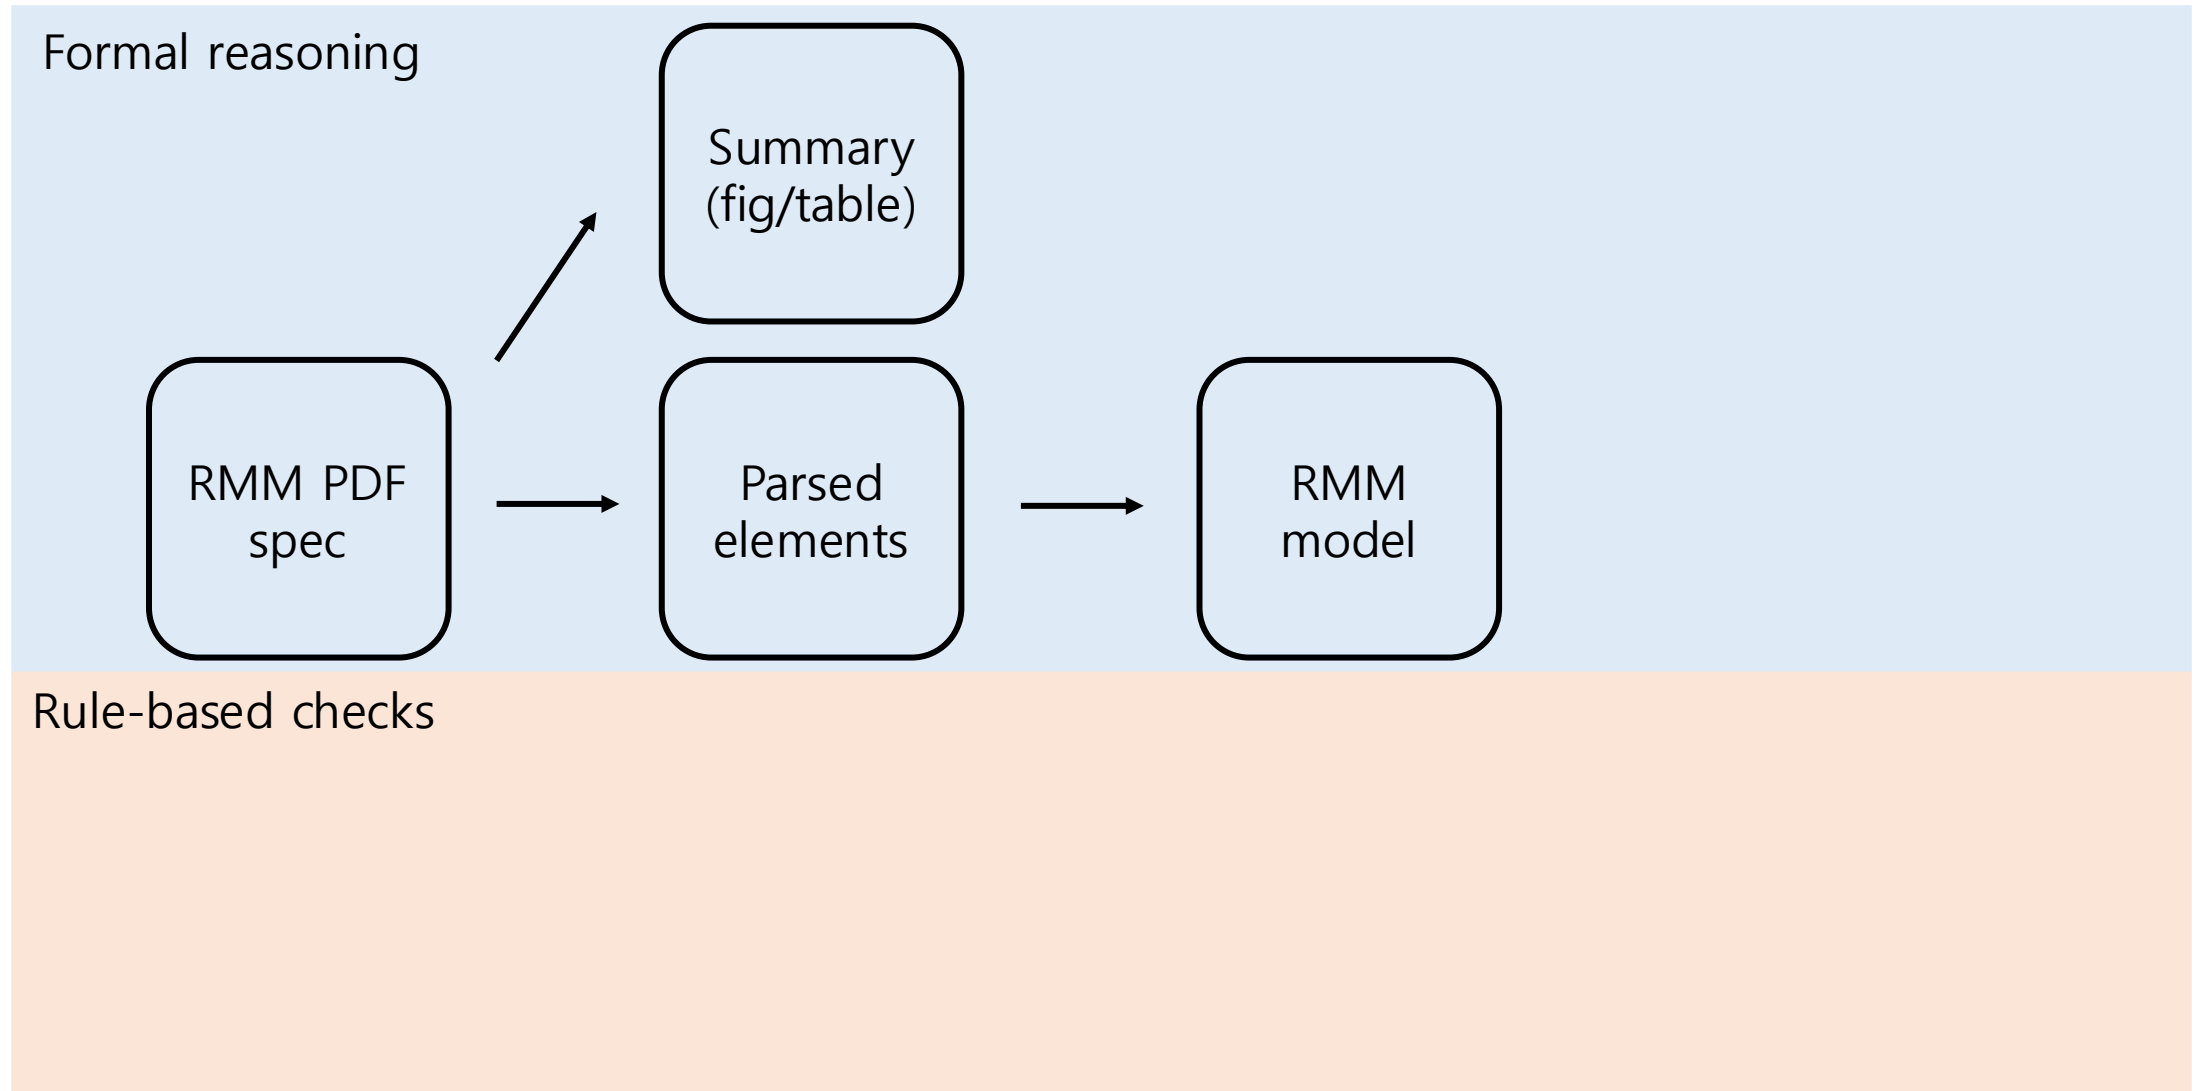 Formal reasoning
Summary
(fig/table)
RMM PDF
spec
Parsed
elements
RMM
model
Rule-based checks